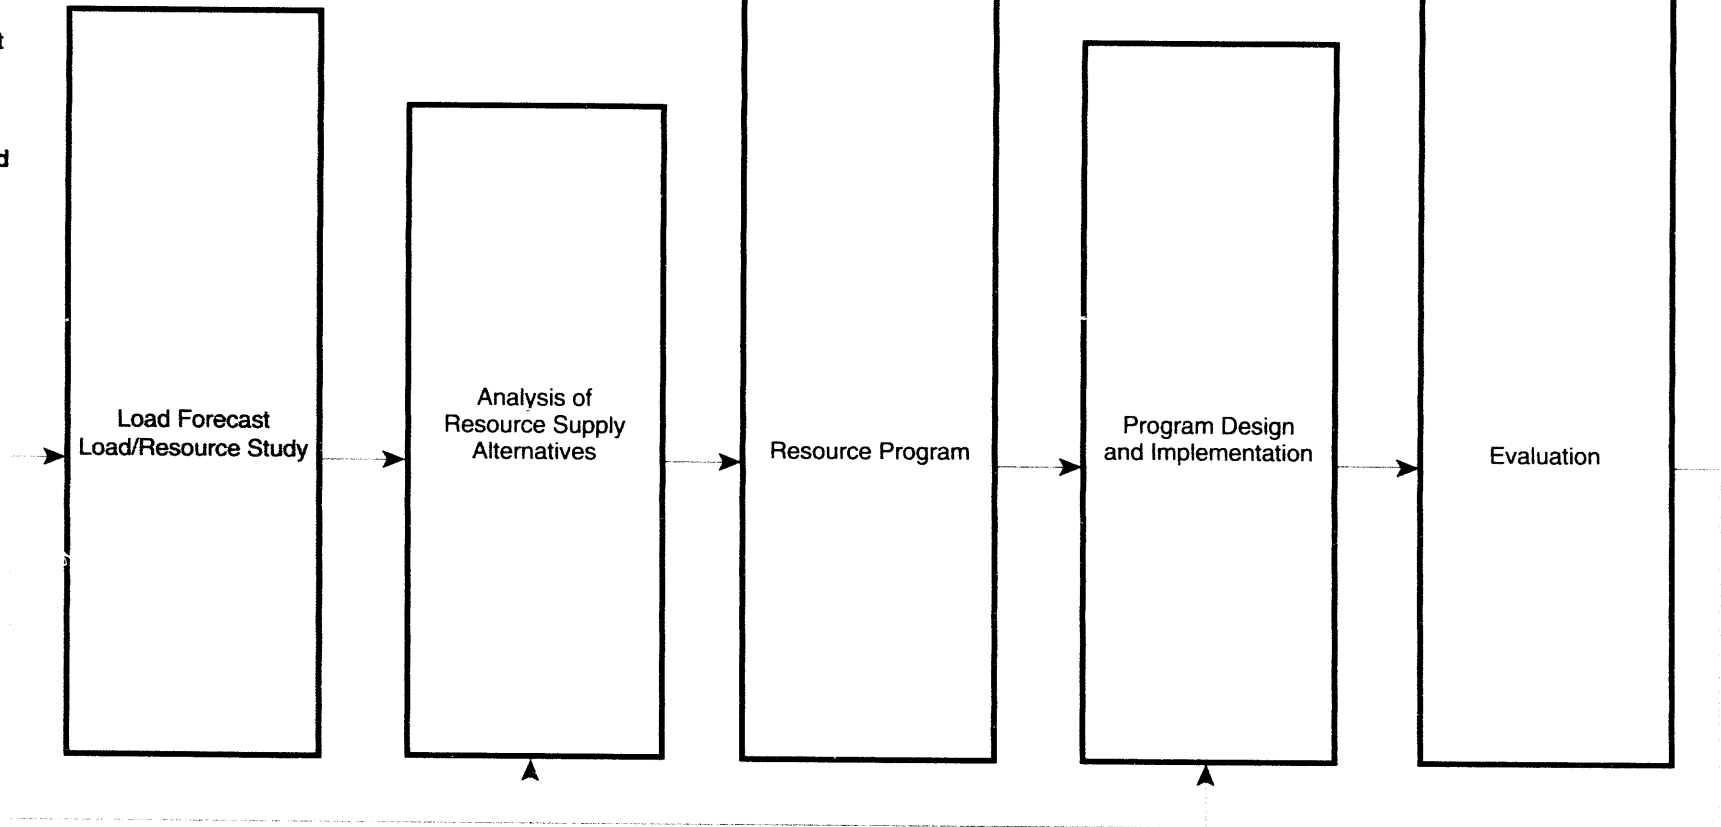 Load Forecast
Load/Resource Study
Analysis of
Resource Supply
Alternatives
Resource Program
Program Design
and Implementation
Evaluation